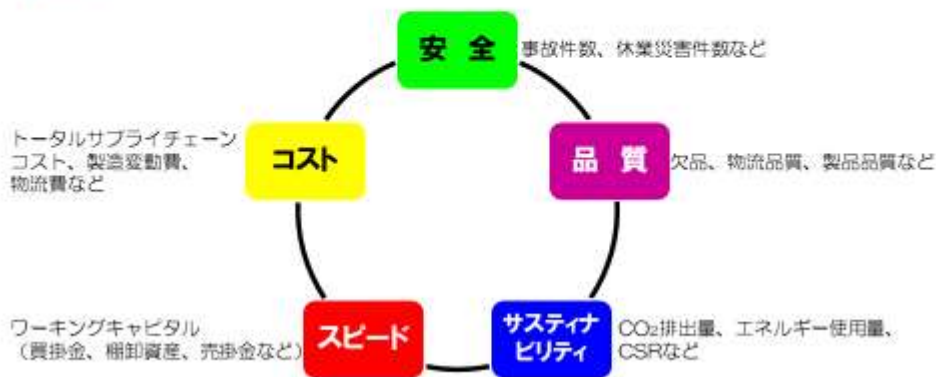 安 全
事故件数、休業災害件数など
品 質
欠品、物流品質、製品品質など
サスティナ
ビリティ
CO₂排出量、エネルギー使用量、
CSRなど
スピード
ワーキングキャピタル
（買掛金、棚卸資産、売掛金など）
コスト
トータルサプライチェーン
コスト、製造変動費、
物流費など